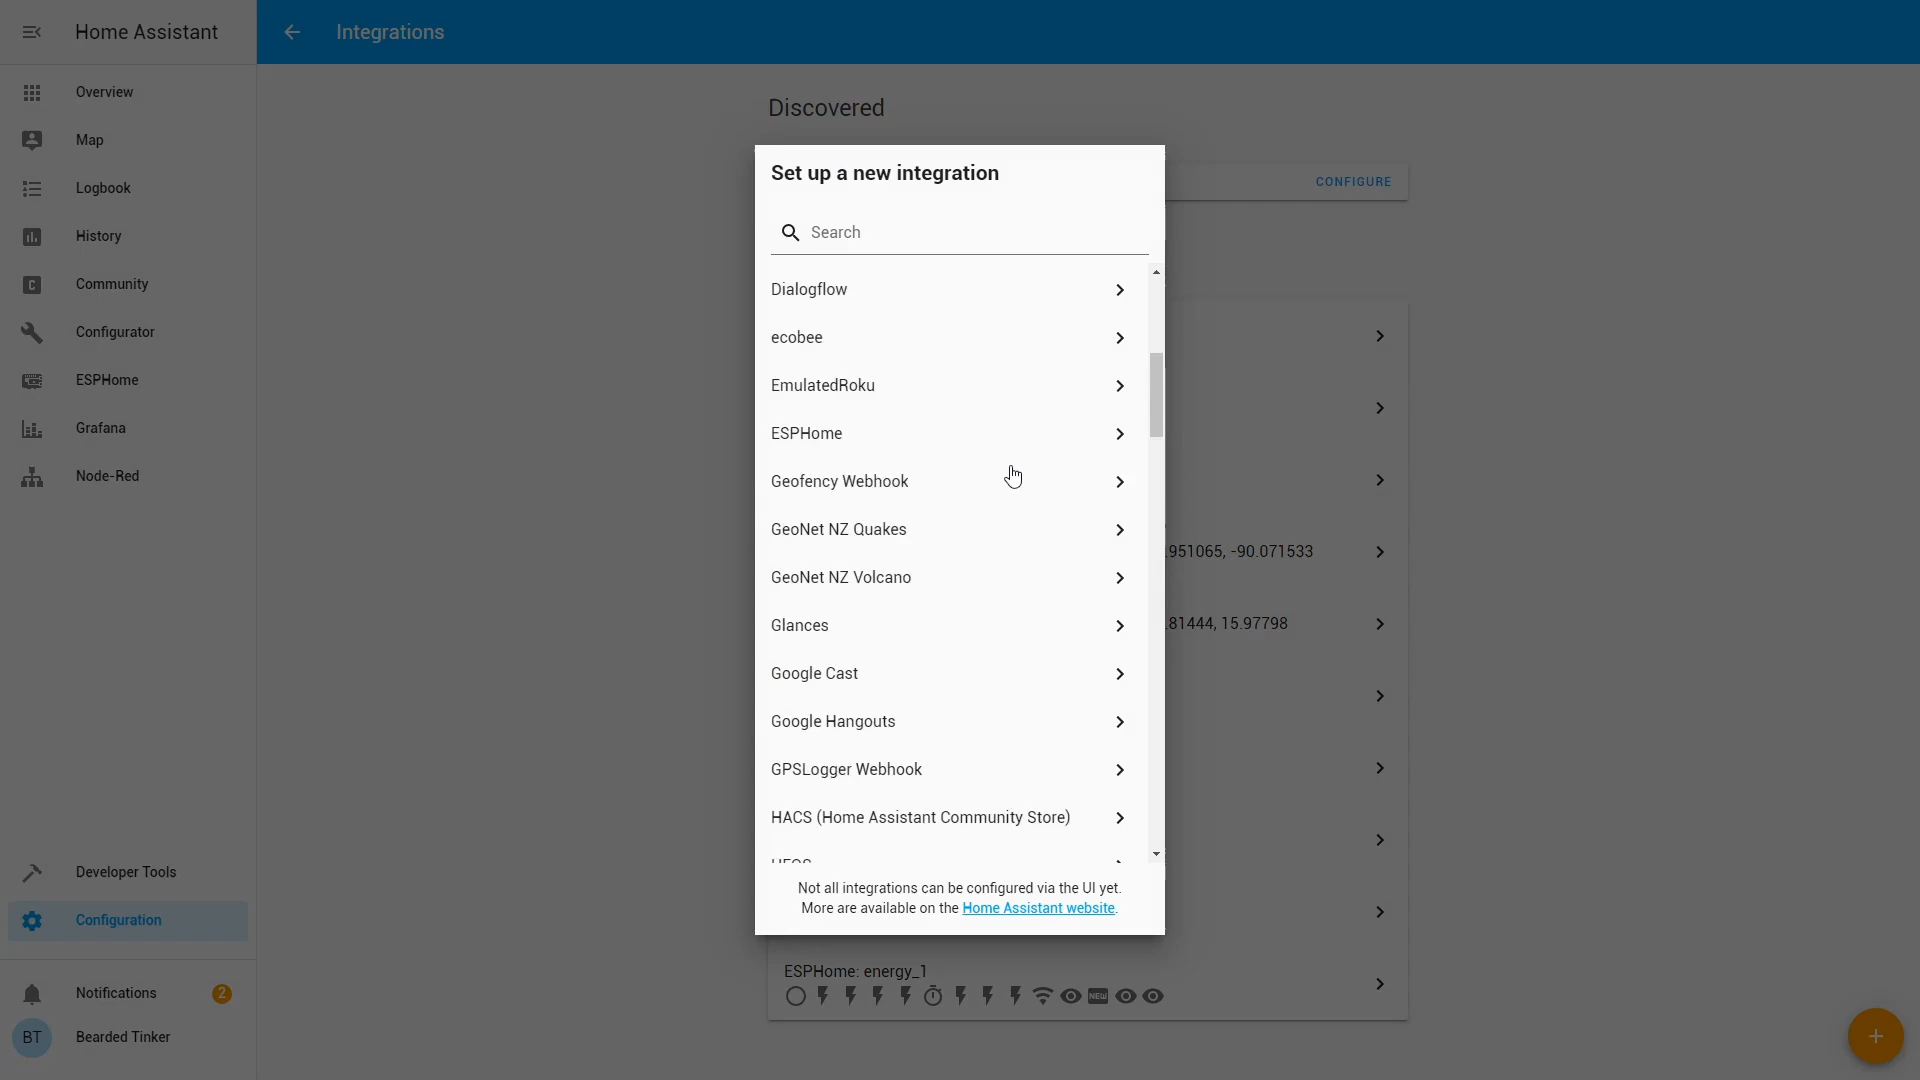 Home Assistant
Integrations
Overview
Map
Logbook
History
C
Community
Configurator
ESPHome
Grafana
Node-Red
Developer Tools
Configuration
Notifications
2
BT
Bearded Tinker
Discovered
CONFIGURE
Set up a new integration
Search
Dialogflow
ecobee
EmulatedRoku
ESPHome
Geofency Webhook
GeoNet NZ Quakes
GeoNet NZ Volcano
Glances
Google Cast
Google Hangouts
GPSLogger Webhook
HACS (Home Assistant Community Store)
Not all integrations can be configured via the UI yet.
More are available on the Home Assistant website.
.951065, -90.071533
.81444, 15.97798
ESPHome: energy_1
NEW
+